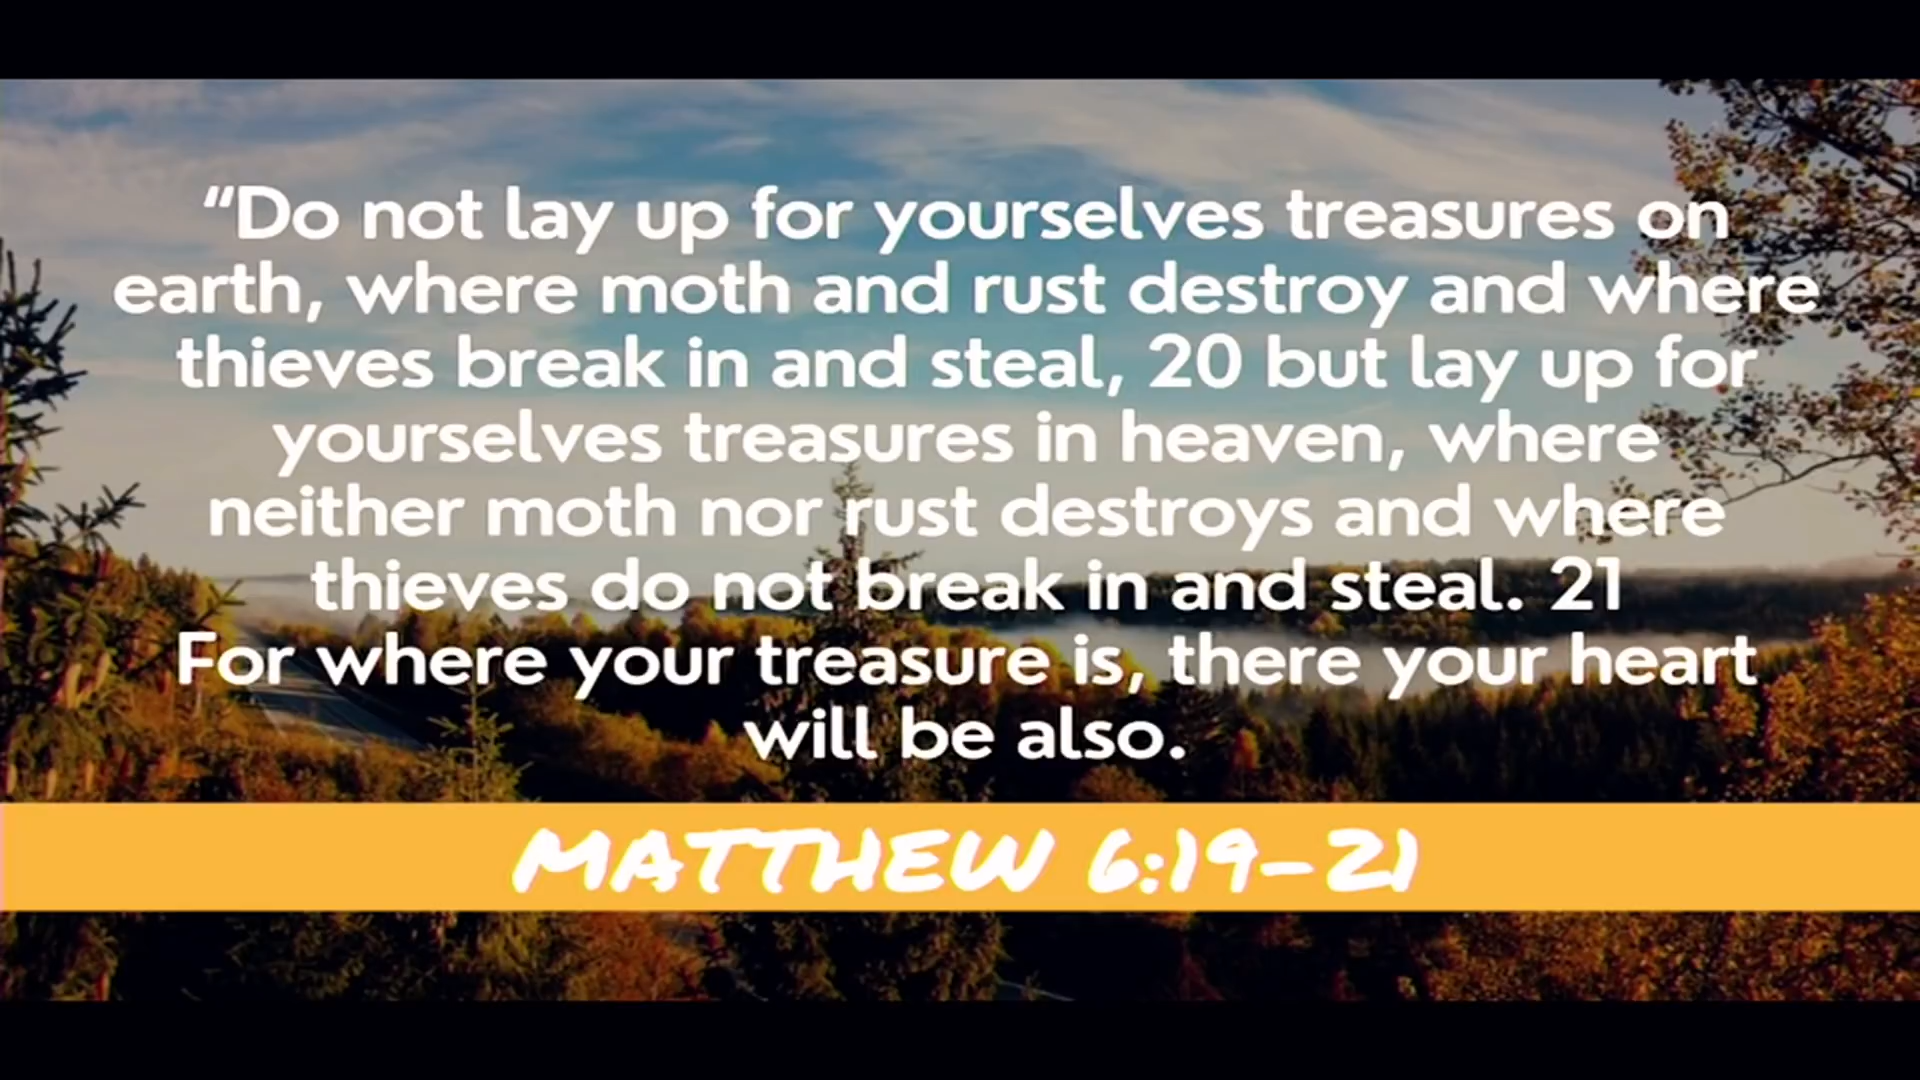 “Do not lay up for yourselves treasures on
earth, where moth and rust destroy and where
thieves break in and steal, 20 but lay up for
yourselves treasures in heaven, where
neither moth nor rust destroys and where
thieves do not break in and steal. 21
For where your treasure is, there your heart
will be also.
MATTHEW 6:19-21